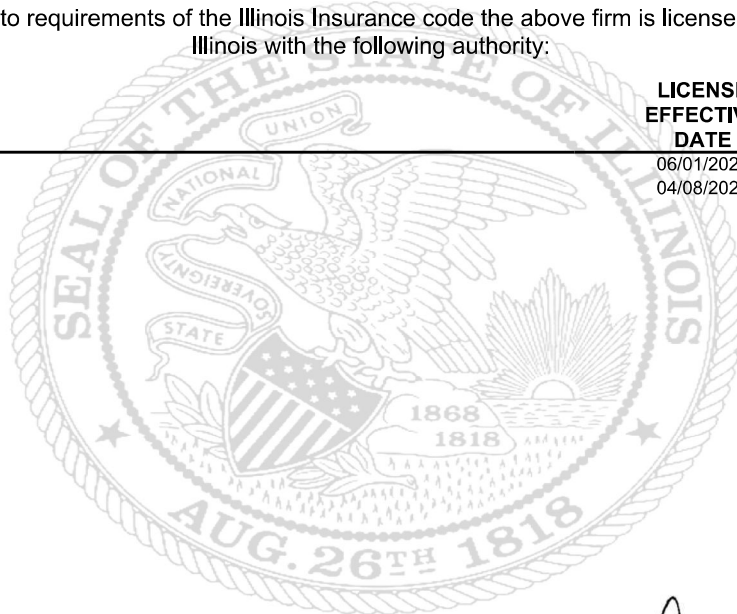 to requirements of the Illinois Insurance code the above firm is license
Illinois with the following authority:
LICENS
EFFECTIV
DATE
06/01/202
04/08/202
SEAL OF THE STATE OF ILLINOIS
UNION
NATIONAL
SOVEREIGNTY
STATE
1868
1818
AUG. 26TH 1818